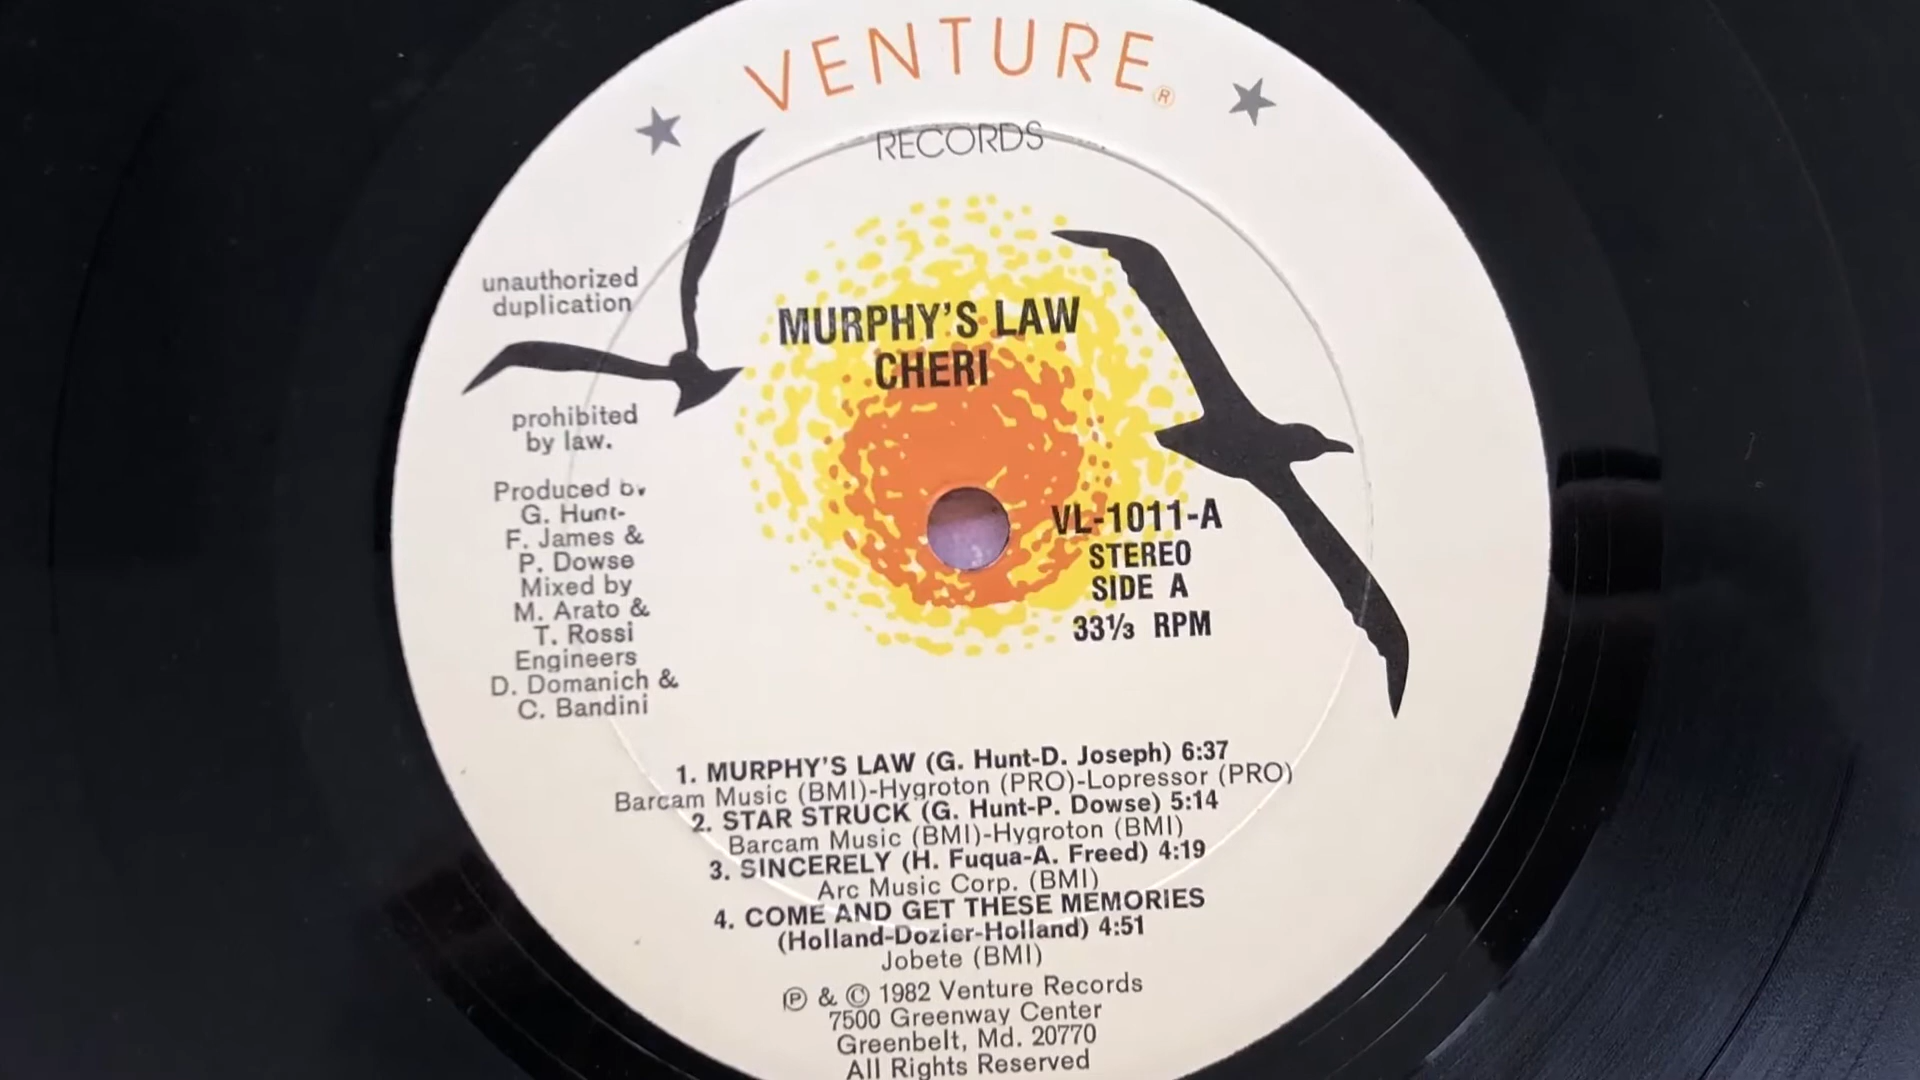 VENTURE®
RECORDS
unauthorized
duplication
prohibited
by law.
MURPHY'S LAW
CHERI
Produced by
G. Hunt-
F. James &
P. Dowse
Mixed by
M. Arato &
T. Rossi
Engineers
D. Domanich &
C. Bandini
VL-1011-A
STEREO
SIDE A
33⅓ RPM
1. MURPHY'S LAW (G. Hunt-D. Joseph) 6:37
Barcam Music (BMI)-Hygroton (PRO)-Lopressor (PRO)
2. STAR STRUCK (G. Hunt-P. Dowse) 5:14
Barcam Music (BMI)-Hygroton (BMI)
3. SINCERELY (H. Fuqua-A. Freed) 4:19
Arc Music Corp. (BMI)
4. COME AND GET THESE MEMORIES
(Holland-Dozier-Holland) 4:51
Jobete (BMI)
℗ & © 1982 Venture Records
7500 Greenway Center
Greenbelt, Md. 20770
All Rights Reserved